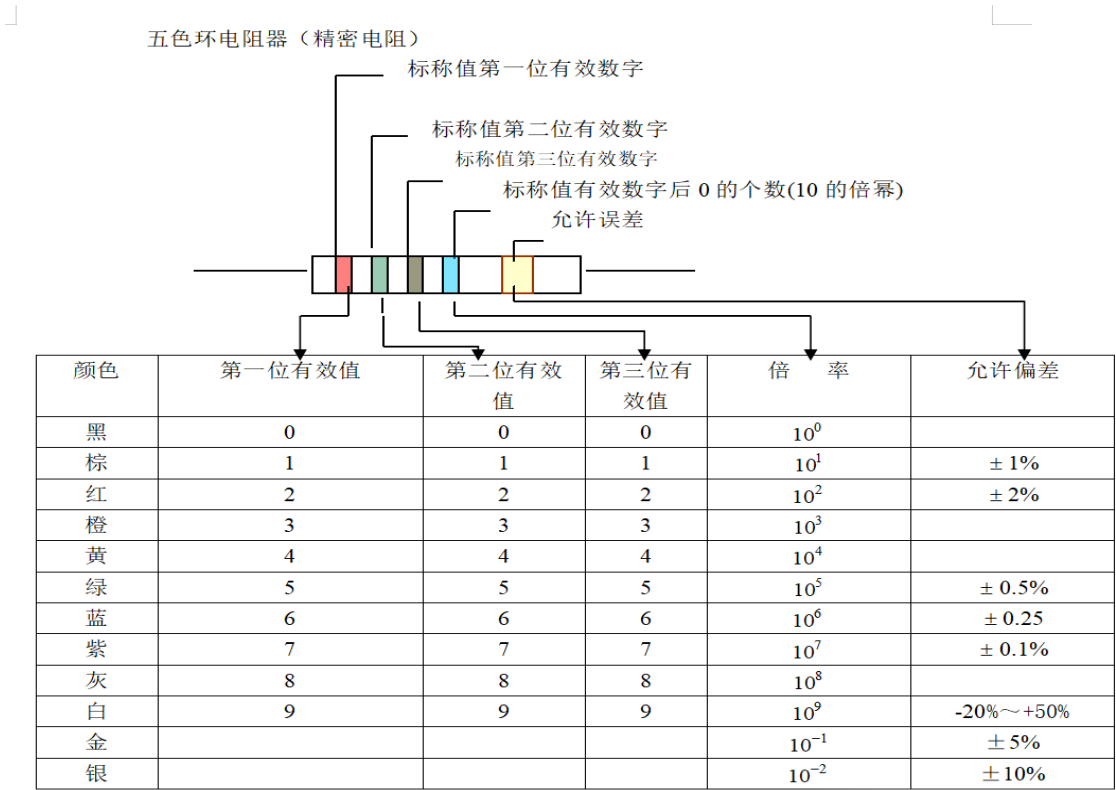 五色环电阻器（精密电阻）
标称值第一位有效数字
标称值第二位有效数字
标称值第三位有效数字
标称值有效数字后 0 的个数(10 的倍幂)
允许误差
颜色 第一位有效值 第二位有效值 第三位有效值 倍 率 允许偏差
黑 0 0 0 10⁰
棕 1 1 1 10¹ ±1%
红 2 2 2 10² ±2%
橙 3 3 3 10³
黄 4 4 4 10⁴
绿 5 5 5 10⁵ ±0.5%
蓝 6 6 6 10⁶ ±0.25
紫 7 7 7 10⁷ ±0.1%
灰 8 8 8 10⁸
白 9 9 9 10⁹ -20%～+50%
金 10⁻¹ ±5%
银 10⁻² ±10%